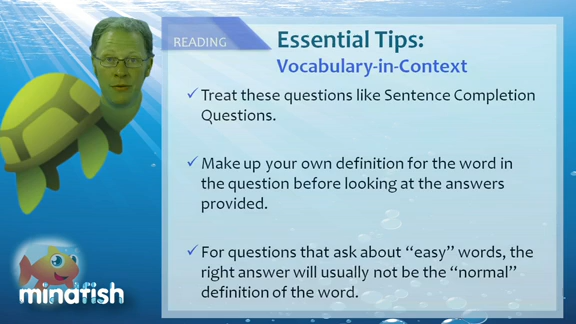 READING
Essential Tips:
Vocabulary-in-Context
✓ Treat these questions like Sentence Completion
Questions.
✓ Make up your own definition for the word in
the question before looking at the answers
provided.
✓ For questions that ask about “easy” words, the
right answer will usually not be the “normal”
definition of the word.
mindfish